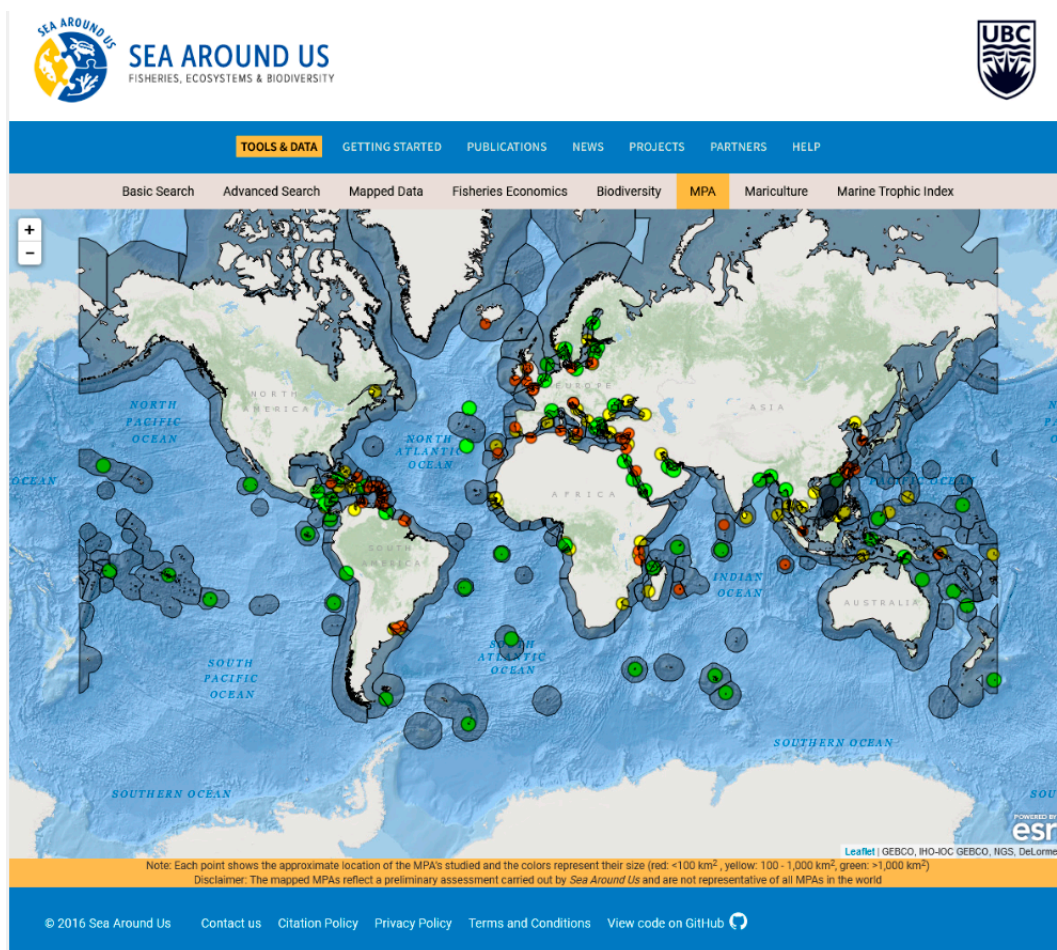 SEA AROUND US
SEA AROUND US
FISHERIES, ECOSYSTEMS & BIODIVERSITY
UBC
TOOLS & DATA GETTING STARTED PUBLICATIONS NEWS PROJECTS PARTNERS HELP
Basic Search Advanced Search Mapped Data Fisheries Economics Biodiversity MPA Mariculture Marine Trophic Index
+
−
NORTH
AMERICA
EUROPE
ASIA
NORTH
PACIFIC
OCEAN
NORTH
ATLANTIC
OCEAN
AFRICA
OCEAN
PACIFIC OCEAN
SOUTH
AMERICA
INDIAN
OCEAN
AUSTRALIA
SOUTH
PACIFIC
OCEAN
SOUTH
ATLANTIC
OCEAN
SOUTHERN OCEAN
SOUTHERN OCEAN
SOU
POWERED BY
esr
Leaflet | GEBCO, IHO-IOC GEBCO, NGS, DeLorme
Note: Each point shows the approximate location of the MPA's studied and the colors represent their size (red: <100 km², yellow: 100 - 1,000 km², green: >1,000 km²)
Disclaimer: The mapped MPAs reflect a preliminary assessment carried out by Sea Around Us and are not representative of all MPAs in the world
© 2016 Sea Around Us Contact us Citation Policy Privacy Policy Terms and Conditions View code on GitHub